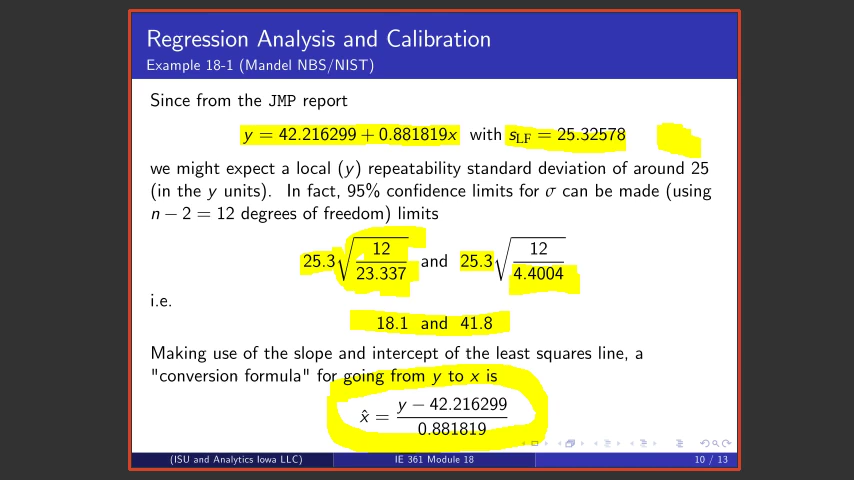 Regression Analysis and Calibration
Example 18-1 (Mandel NBS/NIST)
Since from the JMP report
y = 42.216299 + 0.881819x with s_LF = 25.32578
we might expect a local (y) repeatability standard deviation of around 25
(in the y units). In fact, 95% confidence limits for σ can be made (using
n − 2 = 12 degrees of freedom) limits
25.3√(12/23.337) and 25.3√(12/4.4004)
i.e.
18.1 and 41.8
Making use of the slope and intercept of the least squares line, a
"conversion formula" for going from y to x is
x̂ = (y − 42.216299)/0.881819
(ISU and Analytics Iowa LLC) IE 361 Module 18 10 / 13